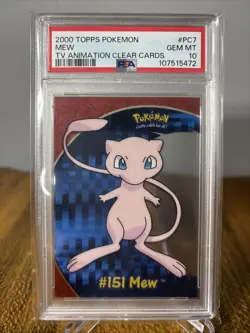 2000 TOPPS POKEMON #PC7
MEW GEM MT
TV ANIMATION CLEAR CARDS 10
PSA 107515472
POKéMON
#151 Mew